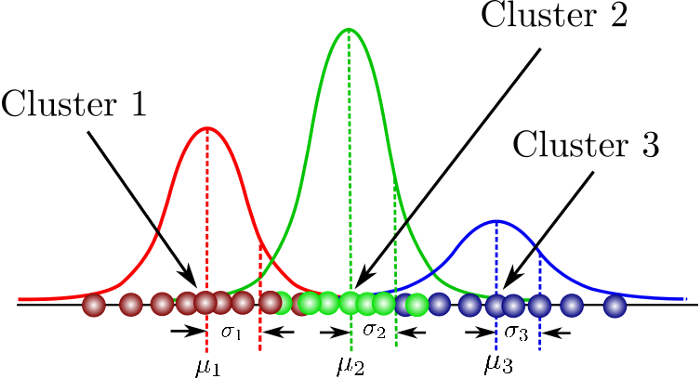 Cluster 2
Cluster 1
Cluster 3
σ₁ σ₂ σ₃
μ₁ μ₂ μ₃